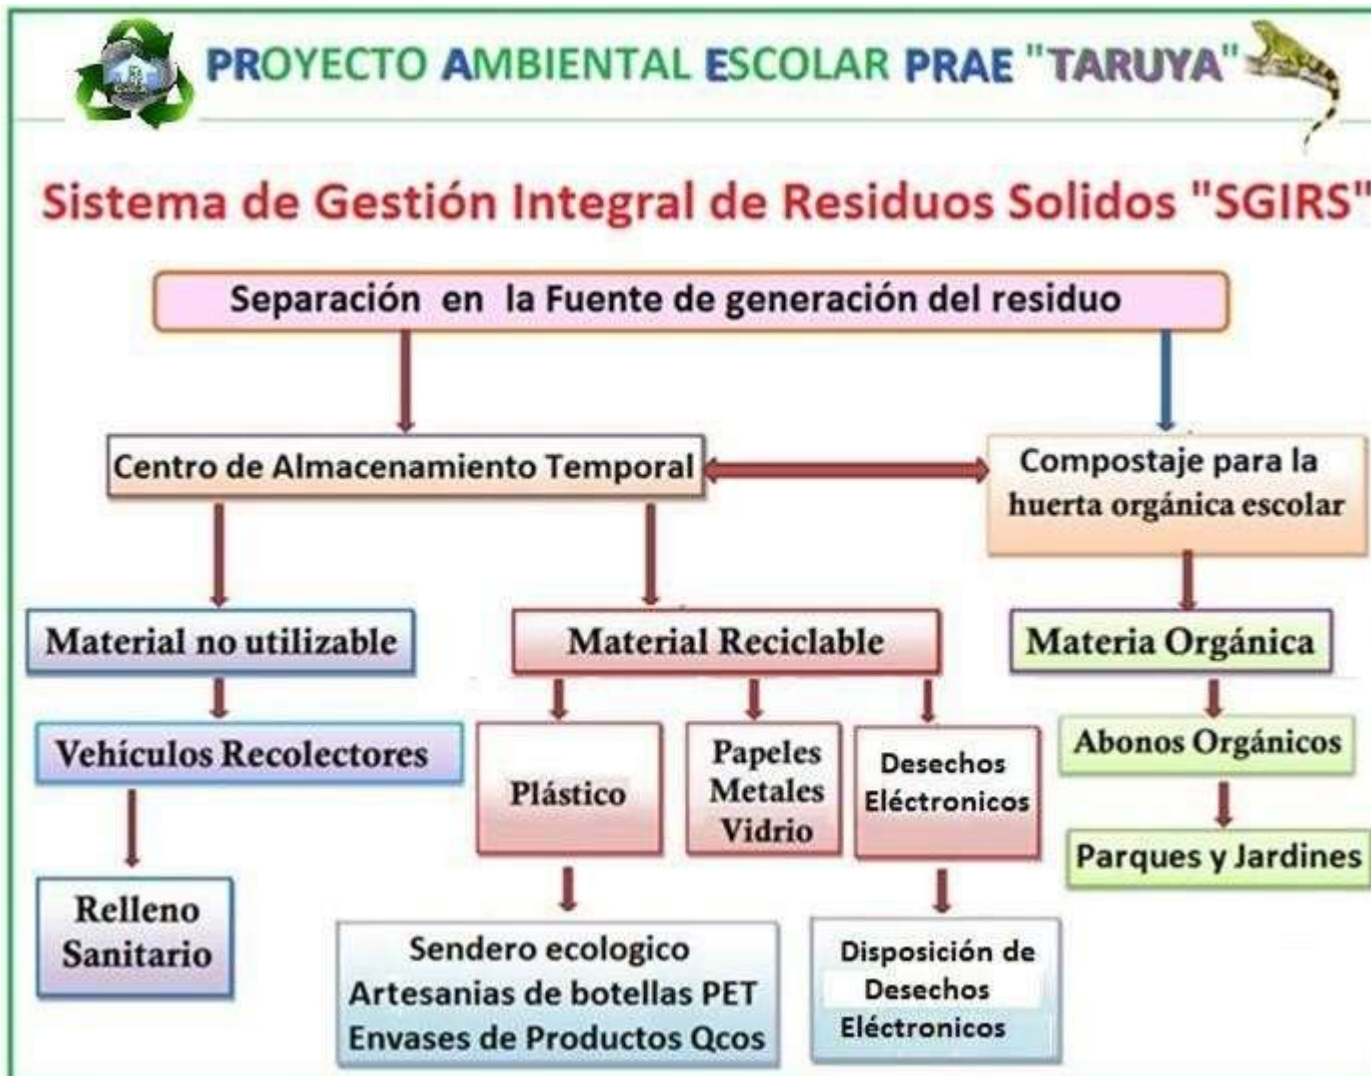 PROYECTO AMBIENTAL ESCOLAR PRAE "TARUYA"
Sistema de Gestión Integral de Residuos Solidos "SGIRS"
Separación en la Fuente de generación del residuo
Centro de Almacenamiento Temporal
Compostaje para la
huerta orgánica escolar
Material no utilizable
Material Reciclable
Materia Orgánica
Vehículos Recolectores
Plástico
Papeles
Metales
Vidrio
Desechos
Eléctronicos
Abonos Orgánicos
Parques y Jardines
Relleno
Sanitario
Sendero ecologico
Artesanias de botellas PET
Envases de Productos Qcos
Disposición de
Desechos
Eléctronicos